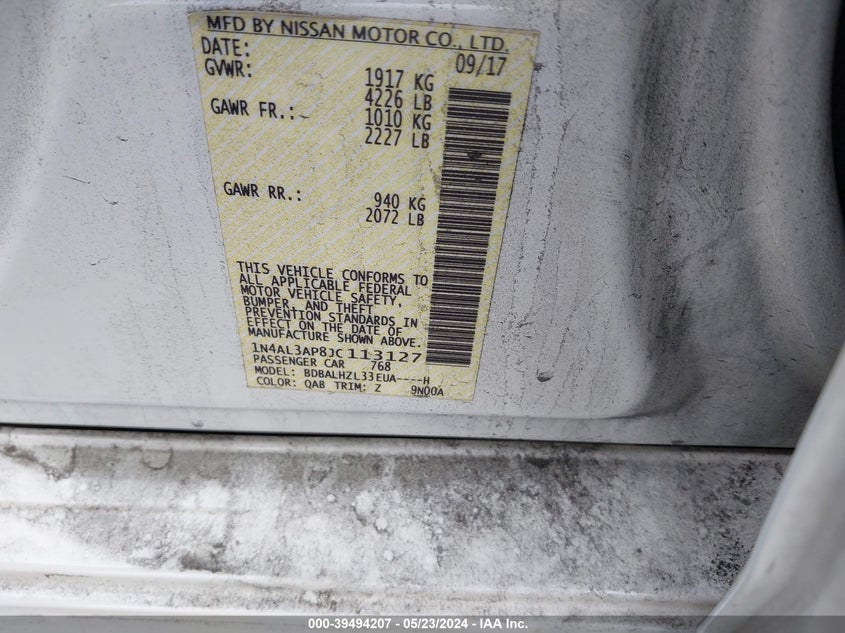 MFD BY NISSAN MOTOR CO., LTD.
DATE: 09/17
GVWR: 1917 KG
4226 LB
GAWR FR.: 1010 KG
2227 LB
GAWR RR.: 940 KG
2072 LB
THIS VEHICLE CONFORMS TO
ALL APPLICABLE FEDERAL
MOTOR VEHICLE SAFETY,
BUMPER, AND THEFT
PREVENTION STANDARDS IN
EFFECT ON THE DATE OF
MANUFACTURE SHOWN ABOVE.
1N4AL3AP8JC113127
PASSENGER CAR 768
MODEL: BDBALHZL33EUA----H
COLOR: QAB TRIM: Z 9N00A
000-39494207 - 05/23/2024 - IAA Inc.